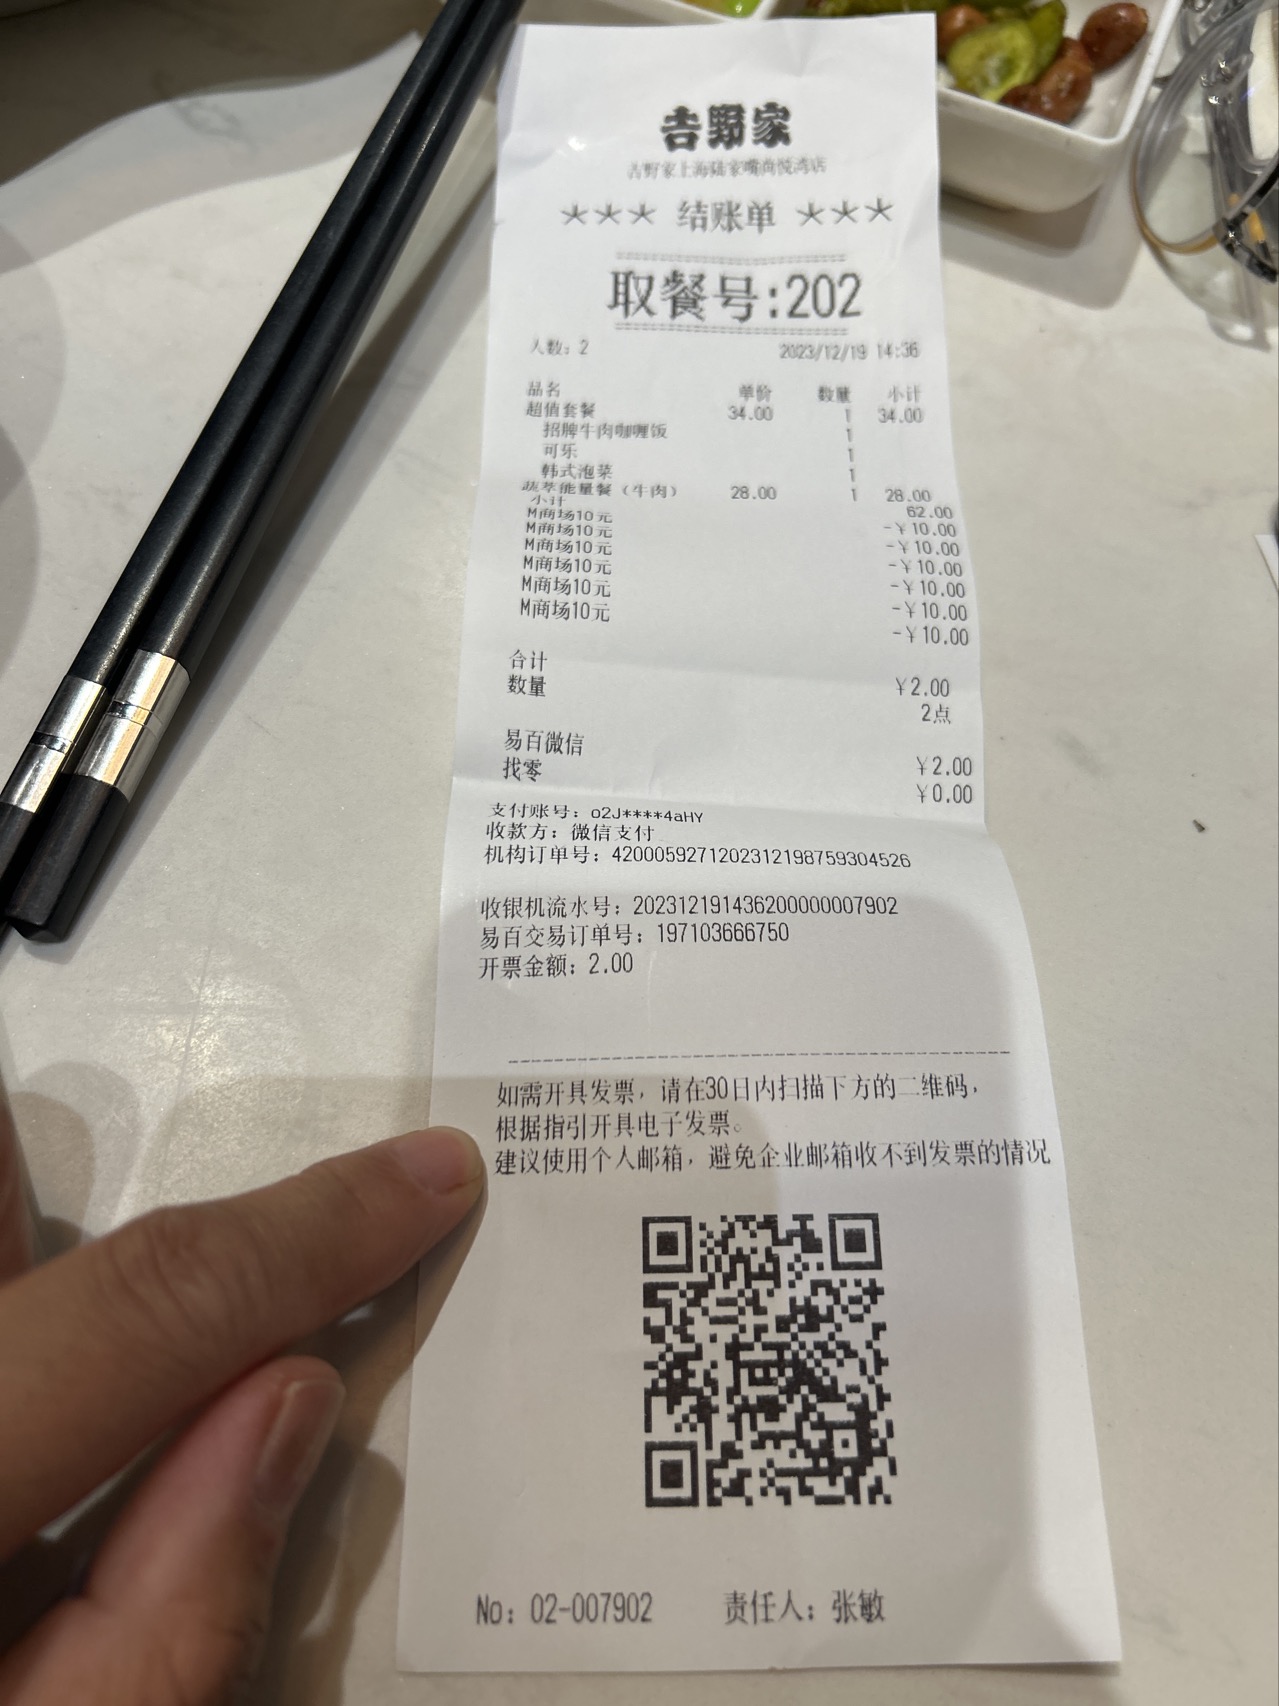 吉野家
吉野家上海陆家嘴尚悦湾店
*** 结账单 ***
取餐号:202
人数: 2 2023/12/19 14:36
品名 单价 数量 小计
超值套餐 34.00 1 34.00
招牌牛肉咖喱饭 1
可乐 1
韩式泡菜 1
蔬萃能量餐（牛肉） 28.00 1 28.00
小计 62.00
M商场10元 -￥10.00
M商场10元 -￥10.00
M商场10元 -￥10.00
M商场10元 -￥10.00
M商场10元 -￥10.00
M商场10元 -￥10.00
合计 ￥2.00
数量 2点
易百微信 ￥2.00
找零 ￥0.00
支付账号: o2J****4aHY
收款方: 微信支付
机构订单号: 4200059271202312198759304526
收银机流水号: 2023121914362000000007902
易百交易订单号: 197103666750
开票金额: 2.00
如需开具发票，请在30日内扫描下方的二维码，
根据指引开具电子发票。
建议使用个人邮箱，避免企业邮箱收不到发票的情况
No: 02-007902 责任人: 张敏